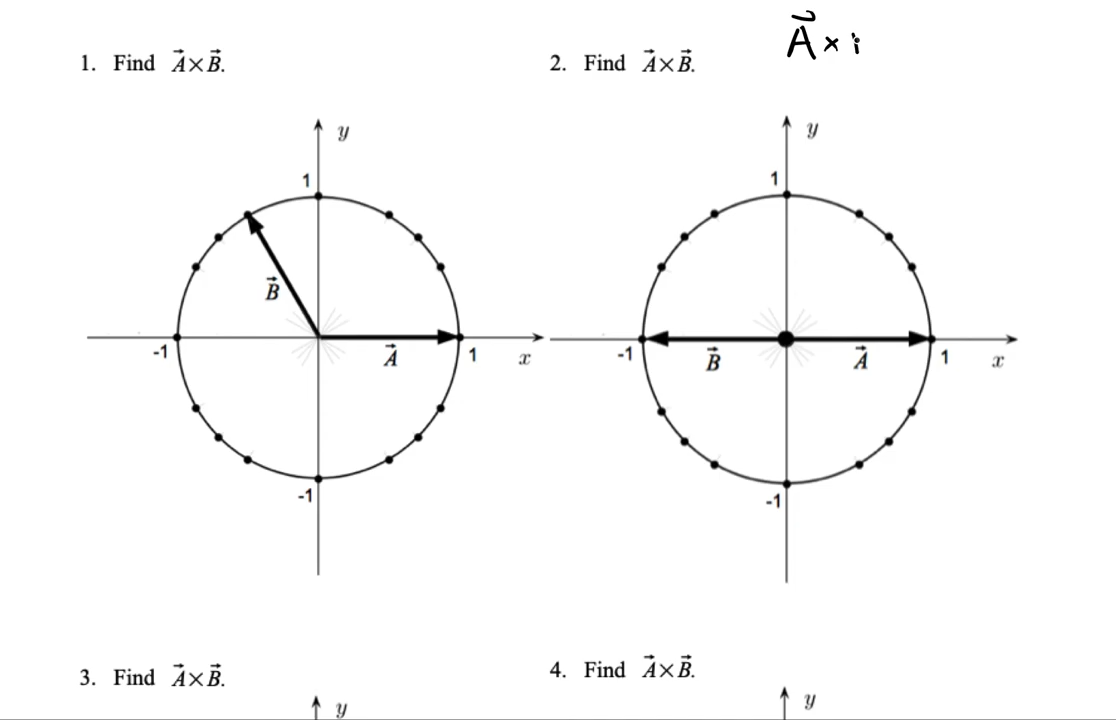 A⃗ × i
1. Find A⃗×B⃗.
2. Find A⃗×B⃗.
y
1
B⃗
A⃗
-1
1
x
-1
y
1
B⃗
A⃗
-1
1
x
-1
3. Find A⃗×B⃗.
4. Find A⃗×B⃗.
y
y